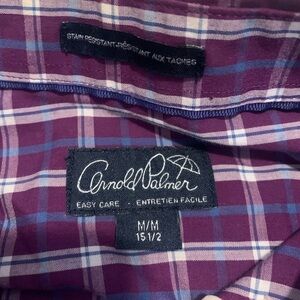 STAIN RESISTANT/RÉSISTANT AUX TACHES
Arnold Palmer
EASY CARE - ENTRETIEN FACILE
M/M
15 1/2